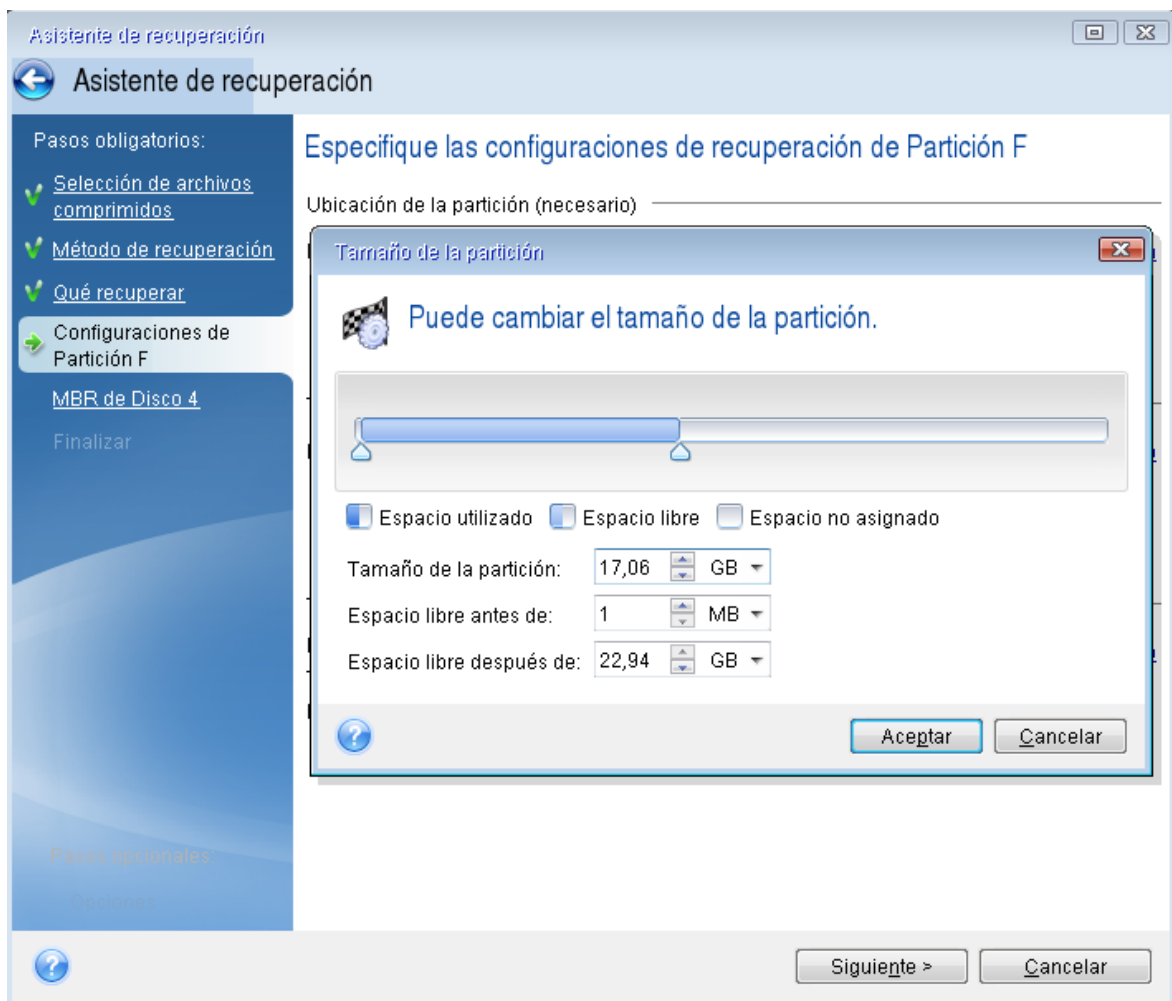 Asistente de recuperación
Asistente de recuperación
Pasos obligatorios:
Selección de archivos
comprimidos
Método de recuperación
Qué recuperar
Configuraciones de
Partición F
MBR de Disco 4
Finalizar
Pasos opcionales:
Opciones
Especifique las configuraciones de recuperación de Partición F
Ubicación de la partición (necesario)
Tamaño de la partición
Puede cambiar el tamaño de la partición.
Espacio utilizado Espacio libre Espacio no asignado
Tamaño de la partición: 17,06 GB
Espacio libre antes de: 1 MB
Espacio libre después de: 22,94 GB
Aceptar Cancelar
Siguiente > Cancelar